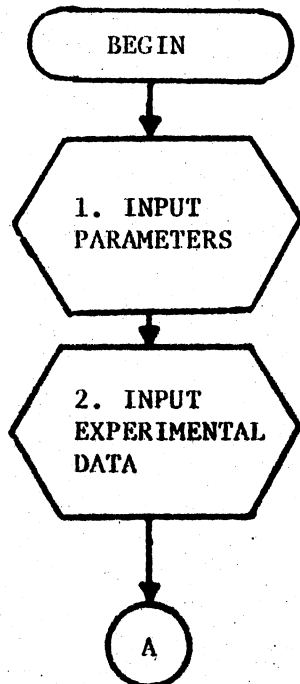 BEGIN
1. INPUT
PARAMETERS
2. INPUT
EXPERIMENTAL
DATA
A